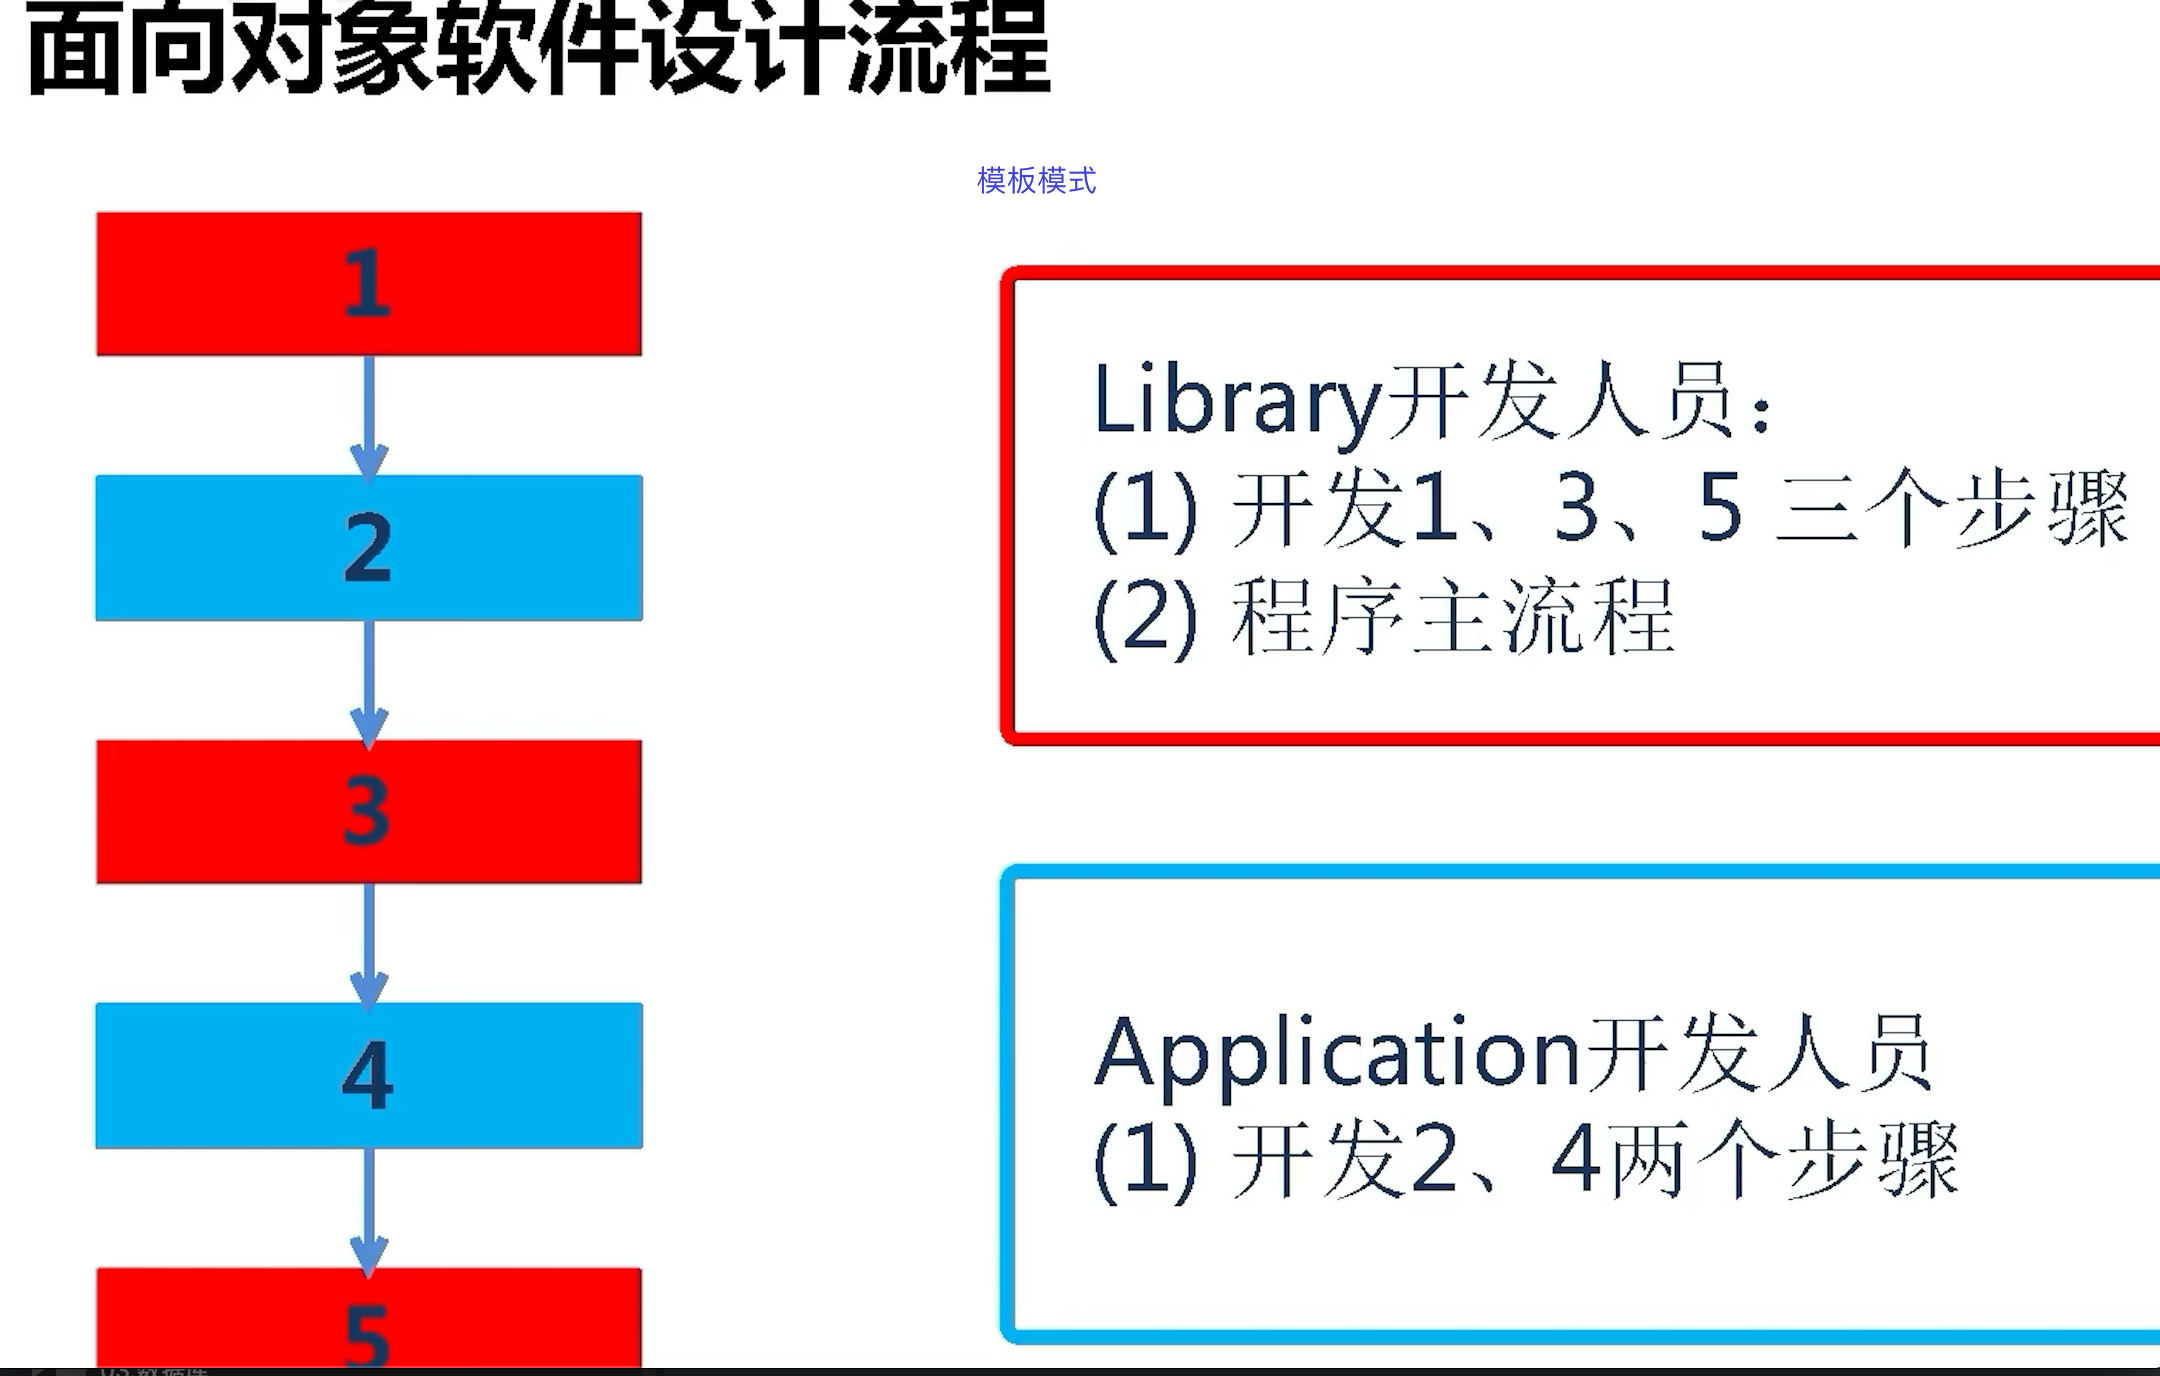 面向对象软件设计流程
模板模式
1
2
3
4
5
Library开发人员：
(1) 开发1、3、5 三个步骤
(2) 程序主流程
Application开发人员
(1) 开发2、4两个步骤